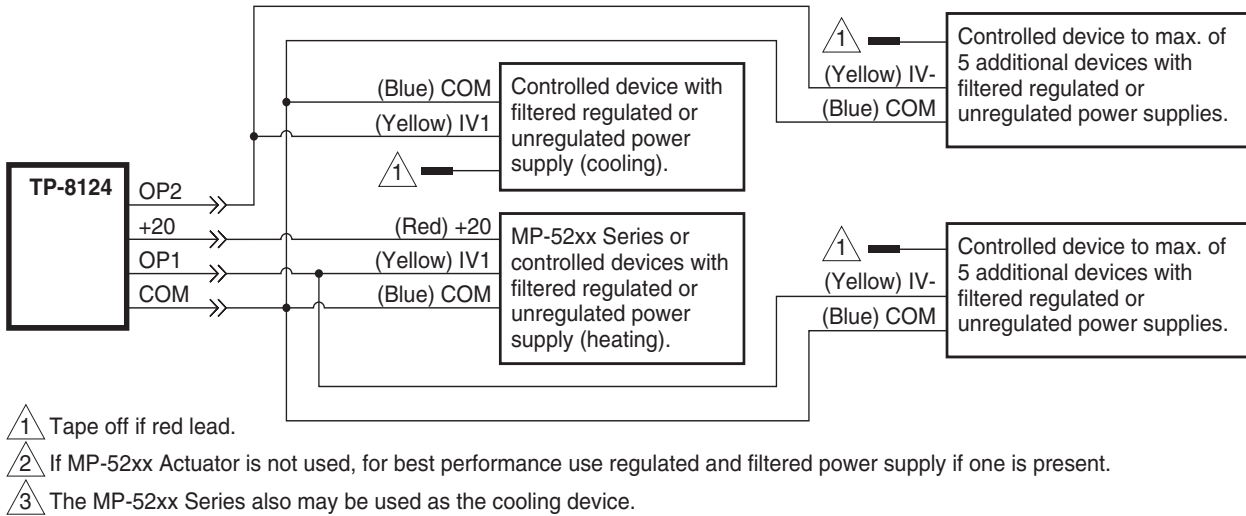 TP-8124
OP2
+20
OP1
COM
(Blue) COM
(Yellow) IV1
1
Controlled device with
filtered regulated or
unregulated power
supply (cooling).
(Red) +20
(Yellow) IV1
(Blue) COM
MP-52xx Series or
controlled devices with
filtered regulated or
unregulated power
supply (heating).
1
(Yellow) IV-
(Blue) COM
Controlled device to max. of
5 additional devices with
filtered regulated or
unregulated power supplies.
1
(Yellow) IV-
(Blue) COM
Controlled device to max. of
5 additional devices with
filtered regulated or
unregulated power supplies.
1 Tape off if red lead.
2 If MP-52xx Actuator is not used, for best performance use regulated and filtered power supply if one is present.
3 The MP-52xx Series also may be used as the cooling device.